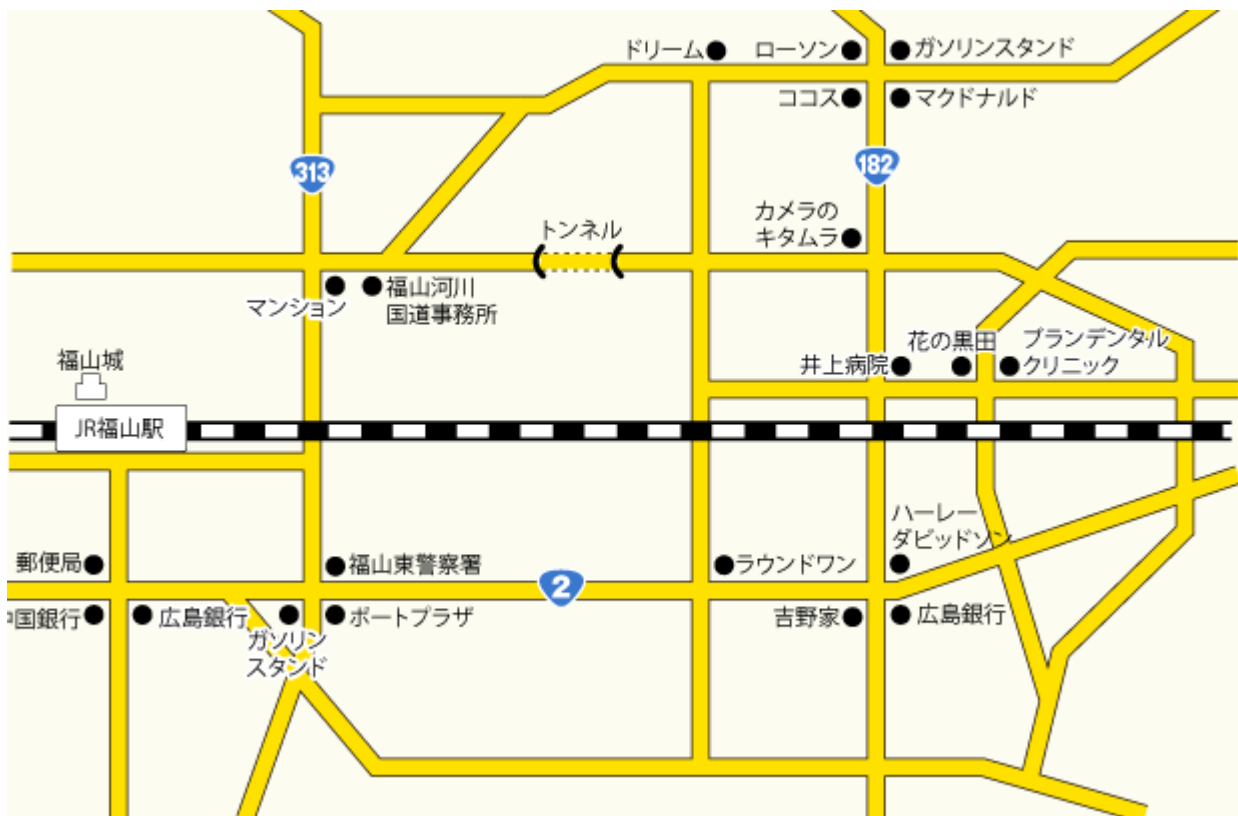 ドリーム
ローソン
ガソリンスタンド
ココス
マクドナルド
313
182
カメラの
キタムラ
トンネル
マンション
福山河川
国道事務所
福山城
JR福山駅
井上病院
花の黒田
ブランデンタル
クリニック
ハーレー
ダビッドソン
郵便局
福山東警察署
ラウンドワン
2
中国銀行
広島銀行
ガソリン
スタンド
ポートプラザ
吉野家
広島銀行